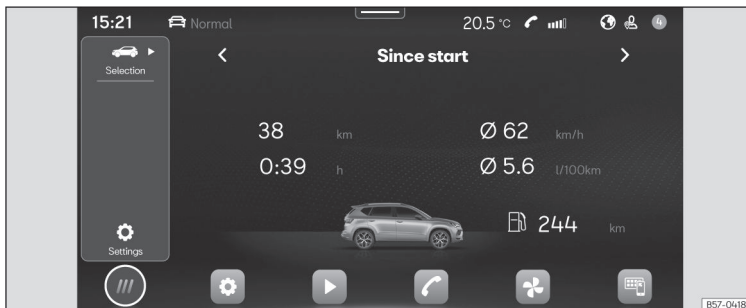 15:21 Normal 20.5 °C 4
Selection
Since start
38 km Ø 62 km/h
0:39 h Ø 5.6 l/100km
244 km
Settings
B57-0418